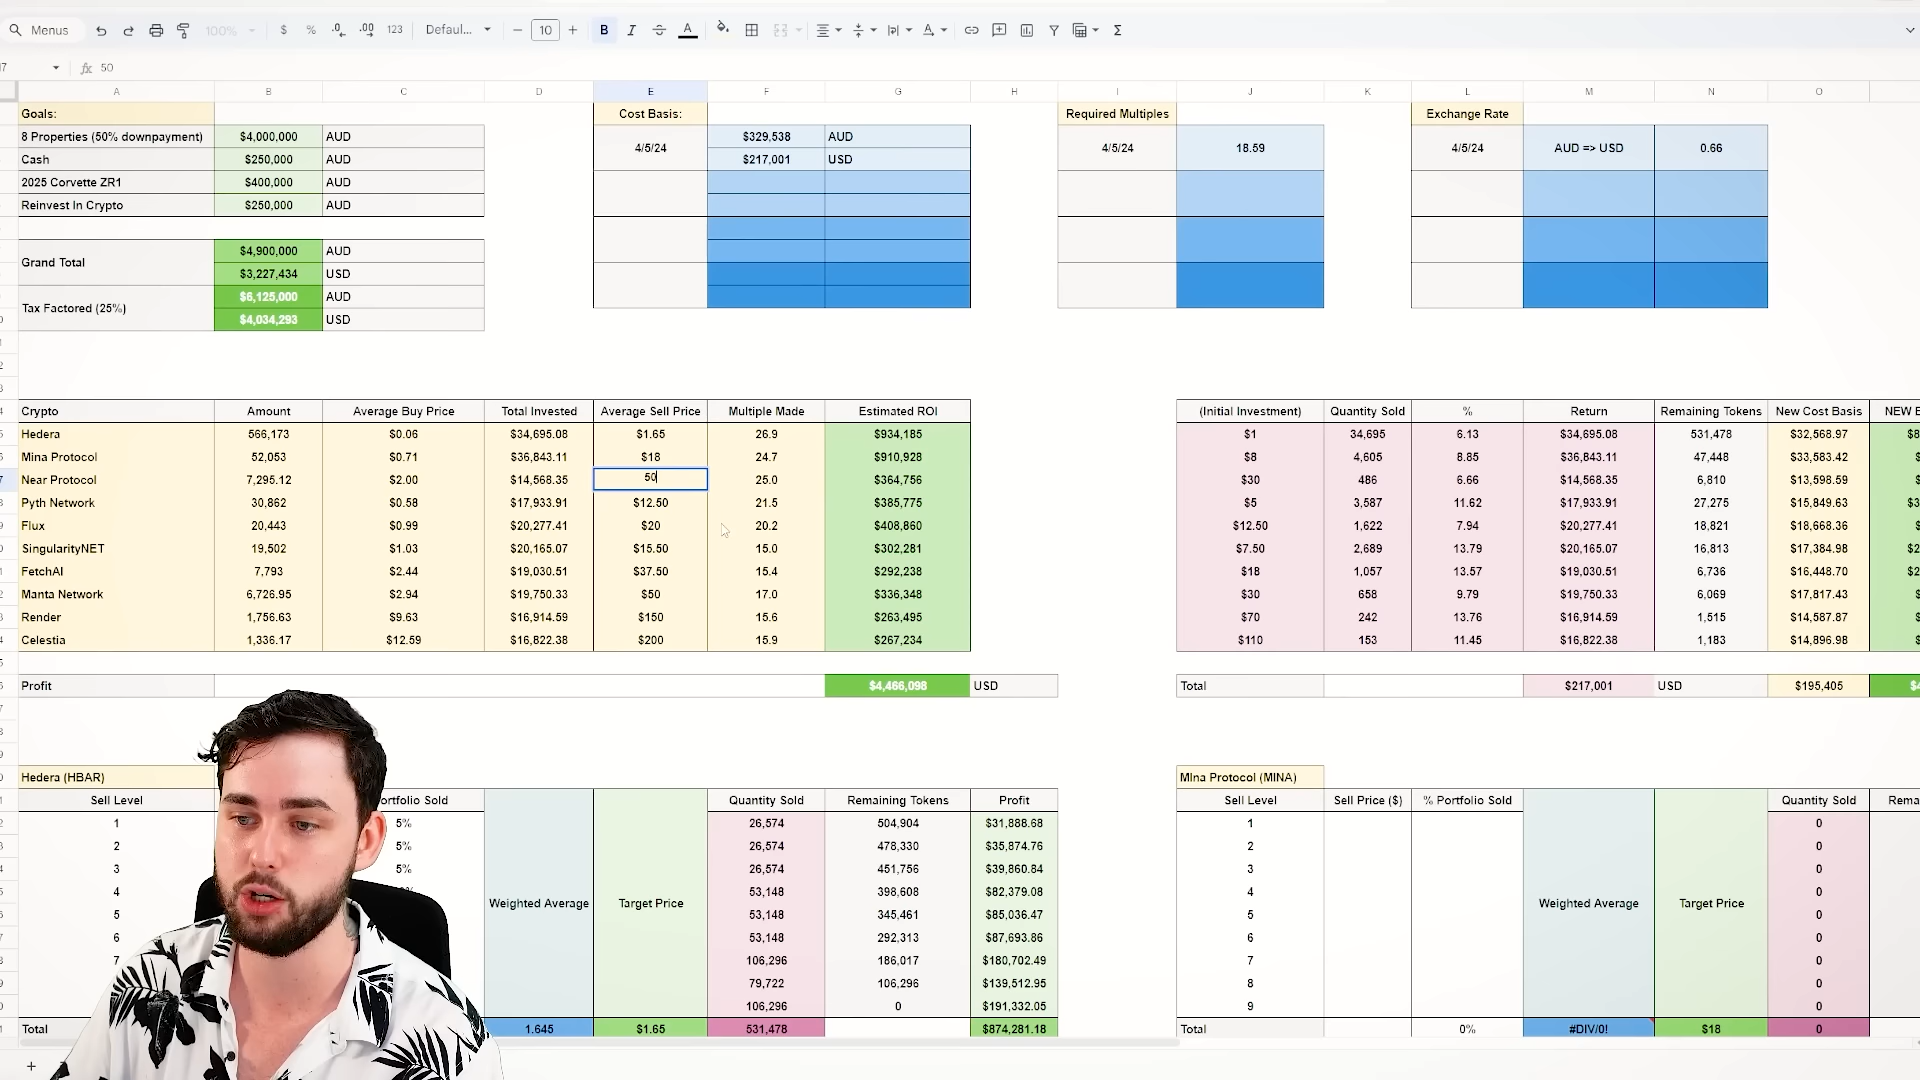 Menus 100% $ % .0 .00 123 Defaul... − 10 + B I A Σ
50
A B C D E F G H I J K L M N O
Goals: Cost Basis: Required Multiples Exchange Rate
8 Properties (50% downpayment) $4,000,000 AUD 4/5/24 $329,538 AUD 4/5/24 18.59 4/5/24 AUD => USD 0.66
Cash $250,000 AUD $217,001 USD
2025 Corvette ZR1 $400,000 AUD
Reinvest In Crypto $250,000 AUD
Grand Total $4,900,000 AUD
$3,227,434 USD
Tax Factored (25%) $6,125,000 AUD
$4,034,293 USD
Crypto Amount Average Buy Price Total Invested Average Sell Price Multiple Made Estimated ROI (Initial Investment) Quantity Sold % Return Remaining Tokens New Cost Basis NEW
Hedera 566,173 $0.06 $34,695.08 $1.65 26.9 $934,185 $1 34,695 6.13 $34,695.08 531,478 $32,568.97
Mina Protocol 52,053 $0.71 $36,843.11 $18 24.7 $910,928 $8 4,605 8.85 $36,843.11 47,448 $33,583.42
Near Protocol 7,295.12 $2.00 $14,568.35 50 25.0 $364,756 $30 486 6.66 $14,568.35 6,810 $13,598.59
Pyth Network 30,862 $0.58 $17,933.91 $12.50 21.5 $385,775 $5 3,587 11.62 $17,933.91 27,275 $15,849.63
Flux 20,443 $0.99 $20,277.41 $20 20.2 $408,860 $12.50 1,622 7.94 $20,277.41 18,821 $18,668.36
SingularityNET 19,502 $1.03 $20,165.07 $15.50 15.0 $302,281 $7.50 2,689 13.79 $20,165.07 16,813 $17,384.98
FetchAI 7,793 $2.44 $19,030.51 $37.50 15.4 $292,238 $18 1,057 13.57 $19,030.51 6,736 $16,448.70
Manta Network 6,726.95 $2.94 $19,750.33 $50 17.0 $336,348 $30 658 9.79 $19,750.33 6,069 $17,817.43
Render 1,756.63 $9.63 $16,914.59 $150 15.6 $263,495 $70 242 13.76 $16,914.59 1,515 $14,587.87
Celestia 1,336.17 $12.59 $16,822.38 $200 15.9 $267,234 $110 153 11.45 $16,822.38 1,183 $14,896.98
Profit $4,466,098 USD Total $217,001 USD $195,405
Hedera (HBAR) MIna Protocol (MINA)
Sell Level Portfolio Sold Quantity Sold Remaining Tokens Profit Sell Level Sell Price ($) % Portfolio Sold Quantity Sold
1 5% 26,574 504,904 $31,888.68 1 0
2 5% 26,574 478,330 $35,874.76 2 0
3 5% 26,574 451,756 $39,860.84 3 0
4 53,148 398,608 $82,379.08 4 0
5 Weighted Average Target Price 53,148 345,461 $85,036.47 5 Weighted Average Target Price 0
6 53,148 292,313 $87,693.86 6 0
7 106,296 186,017 $180,702.49 7 0
79,722 106,296 $139,512.95 8 0
106,296 0 $191,332.05 9 0
Total 1.645 $1.65 531,478 $874,281.18 Total 0% #DIV/0! $18 0